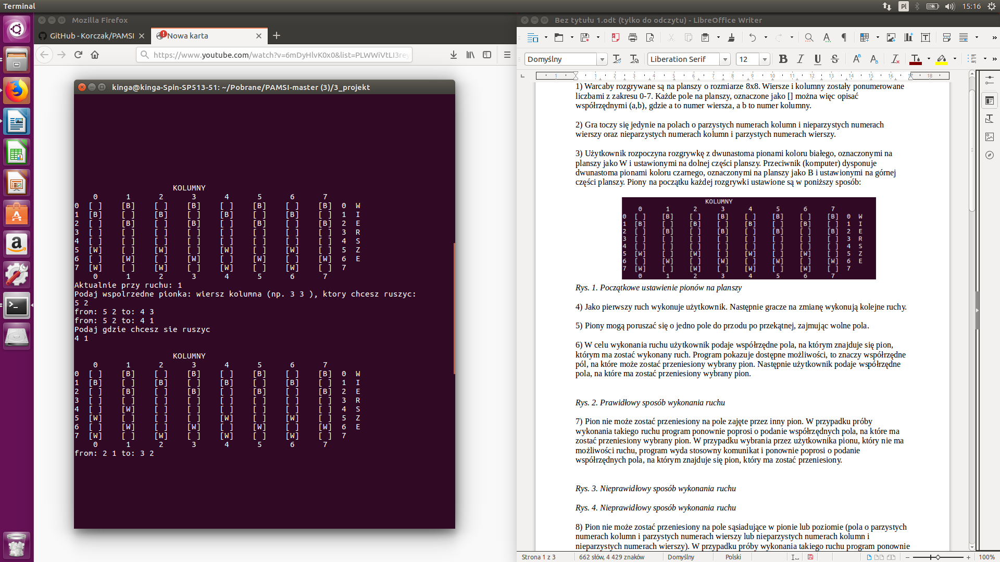 Terminal
Pl
15:16
Mozilla Firefox
GitHub - Korczak/PAMSI
Nowa karta
https://www.youtube.com/watch?v=6mDyHlvK0x0&list=PLWWiVtLI3rey
kinga@kinga-Spin-SP513-51: ~/Pobrane/PAMSI-master (3)/3_projekt
KOLUMNY
0 1 2 3 4 5 6 7
0 [ ] [B] [ ] [B] [ ] [B] [ ] [B] 0 W
1 [B] [ ] [B] [ ] [B] [ ] [B] [ ] 1 I
2 [ ] [B] [ ] [B] [ ] [B] [ ] [B] 2 E
3 [ ] [ ] [ ] [ ] [ ] [ ] [ ] [ ] 3 R
4 [ ] [ ] [ ] [ ] [ ] [ ] [ ] [ ] 4 S
5 [W] [ ] [W] [ ] [W] [ ] [W] [ ] 5 Z
6 [ ] [W] [ ] [W] [ ] [W] [ ] [W] 6 E
7 [W] [ ] [W] [ ] [W] [ ] [W] [ ] 7
0 1 2 3 4 5 6 7
Aktualnie przy ruchu: 1
Podaj wspolrzedne pionka: wiersz kolumna (np. 3 3 ), ktory chcesz ruszyc:
5 2
from: 5 2 to: 4 3
from: 5 2 to: 4 1
Podaj gdzie chcesz sie ruszyc
4 1
KOLUMNY
0 1 2 3 4 5 6 7
0 [ ] [B] [ ] [B] [ ] [B] [ ] [B] 0 W
1 [B] [ ] [B] [ ] [B] [ ] [B] [ ] 1 I
2 [ ] [B] [ ] [B] [ ] [B] [ ] [B] 2 E
3 [ ] [ ] [ ] [ ] [ ] [ ] [ ] [ ] 3 R
4 [ ] [W] [ ] [ ] [ ] [ ] [ ] [ ] 4 S
5 [W] [ ] [ ] [ ] [W] [ ] [W] [ ] 5 Z
6 [ ] [W] [ ] [W] [ ] [W] [ ] [W] 6 E
7 [W] [ ] [W] [ ] [W] [ ] [W] [ ] 7
0 1 2 3 4 5 6 7
from: 2 1 to: 3 2
Bez tytułu 1.odt (tylko do odczytu) - LibreOffice Writer
Domyślny
Liberation Serif
12
1 1 2 3 4 5 6 7 8 9 10 11 12 13 14 15 16 17 18
1) Warcaby rozgrywane są na planszy o rozmiarze 8x8. Wiersze i kolumny zostały ponumerowane
liczbami z zakresu 0-7. Każde pole na planszy, oznaczone jako [] można więc opisać
współrzędnymi (a,b), gdzie a to numer wiersza, a b to numer kolumny.
2) Gra toczy się jedynie na polach o parzystych numerach kolumn i nieparzystych numerach
wierszy oraz nieparzystych numerach kolumn i parzystych numerach wierszy.
3) Użytkownik rozpoczyna rozgrywkę z dwunastoma pionami koloru białego, oznaczonymi na
planszy jako W i ustawionymi na dolnej części planszy. Przeciwnik (komputer) dysponuje
dwunastoma pionami koloru czarnego, oznaczonymi na planszy jako B i ustawionymi na górnej
części planszy. Piony na początku każdej rozgrywki ustawione są w poniższy sposób:
KOLUMNY
0 1 2 3 4 5 6 7
0 [ ] [B] [ ] [B] [ ] [B] [ ] [B] 0 W
1 [B] [ ] [B] [ ] [B] [ ] [B] [ ] 1 I
2 [ ] [B] [ ] [B] [ ] [B] [ ] [B] 2 E
3 [ ] [ ] [ ] [ ] [ ] [ ] [ ] [ ] 3 R
4 [ ] [ ] [ ] [ ] [ ] [ ] [ ] [ ] 4 S
5 [W] [ ] [W] [ ] [W] [ ] [W] [ ] 5 Z
6 [ ] [W] [ ] [W] [ ] [W] [ ] [W] 6 E
7 [W] [ ] [W] [ ] [W] [ ] [W] [ ] 7
0 1 2 3 4 5 6 7
Rys. 1. Początkowe ustawienie pionów na planszy
4) Jako pierwszy ruch wykonuje użytkownik. Następnie gracze na zmianę wykonują kolejne ruchy.
5) Piony mogą poruszać się o jedno pole do przodu po przekątnej, zajmując wolne pola.
6) W celu wykonania ruchu użytkownik podaje współrzędne pola, na którym znajduje się pion,
którym ma zostać wykonany ruch. Program pokazuje dostępne możliwości, to znaczy współrzędne
pól, na które może zostać przeniesiony wybrany pion. Następnie użytkownik podaje współrzędne
pola, na które ma zostać przeniesiony wybrany pion.
Rys. 2. Prawidłowy sposób wykonania ruchu
7) Pion nie może zostać przeniesiony na pole zajęte przez inny pion. W przypadku próby
wykonania takiego ruchu program ponownie poprosi o podanie współrzędnych pola, na które ma
zostać przeniesiony wybrany pion. W przypadku wybrania przez użytkownika pionu, który nie ma
możliwości ruchu, program wyda stosowny komunikat i ponownie poprosi o podanie
współrzędnych pola, na którym znajduje się pion, który ma zostać przeniesiony.
Rys. 3. Nieprawidłowy sposób wykonania ruchu
Rys. 4. Nieprawidłowy sposób wykonania ruchu
8) Pion nie może zostać przeniesiony na pole sąsiadujące w pionie lub poziomie (pola o parzystych
numerach kolumn i parzystych numerach wierszy lub nieparzystych numerach kolumn i
nieparzystych numerach wierszy). W przypadku próby wykonania takiego ruchu program ponownie
Strona 1 z 3
662 słów, 4 429 znaków
Domyślny
Polski
100%